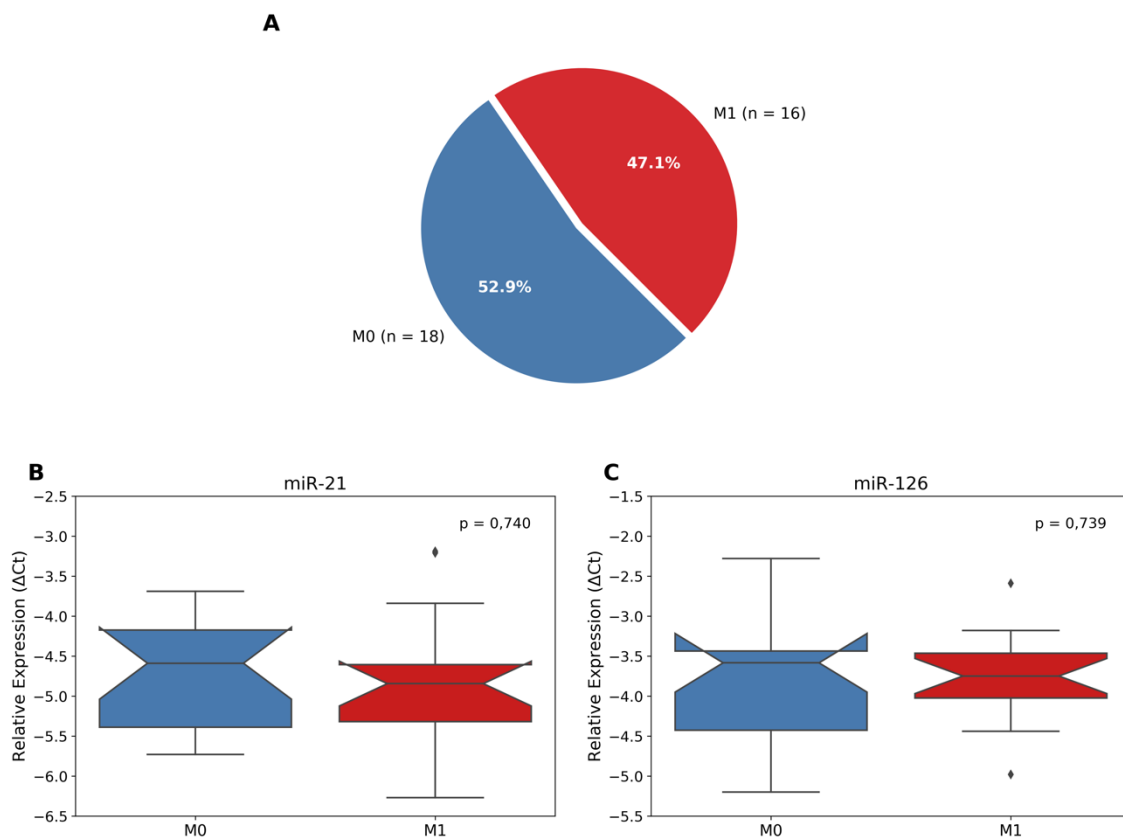 A
M1 (n = 16)
47.1%
52.9%
M0 (n = 18)
B
miR-21
p = 0,740
Relative Expression (ΔCt)
−2.5
−3.0
−3.5
−4.0
−4.5
−5.0
−5.5
−6.0
−6.5
M0
M1
C
miR-126
p = 0,739
Relative Expression (ΔCt)
−1.5
−2.0
−2.5
−3.0
−3.5
−4.0
−4.5
−5.0
−5.5
M0
M1